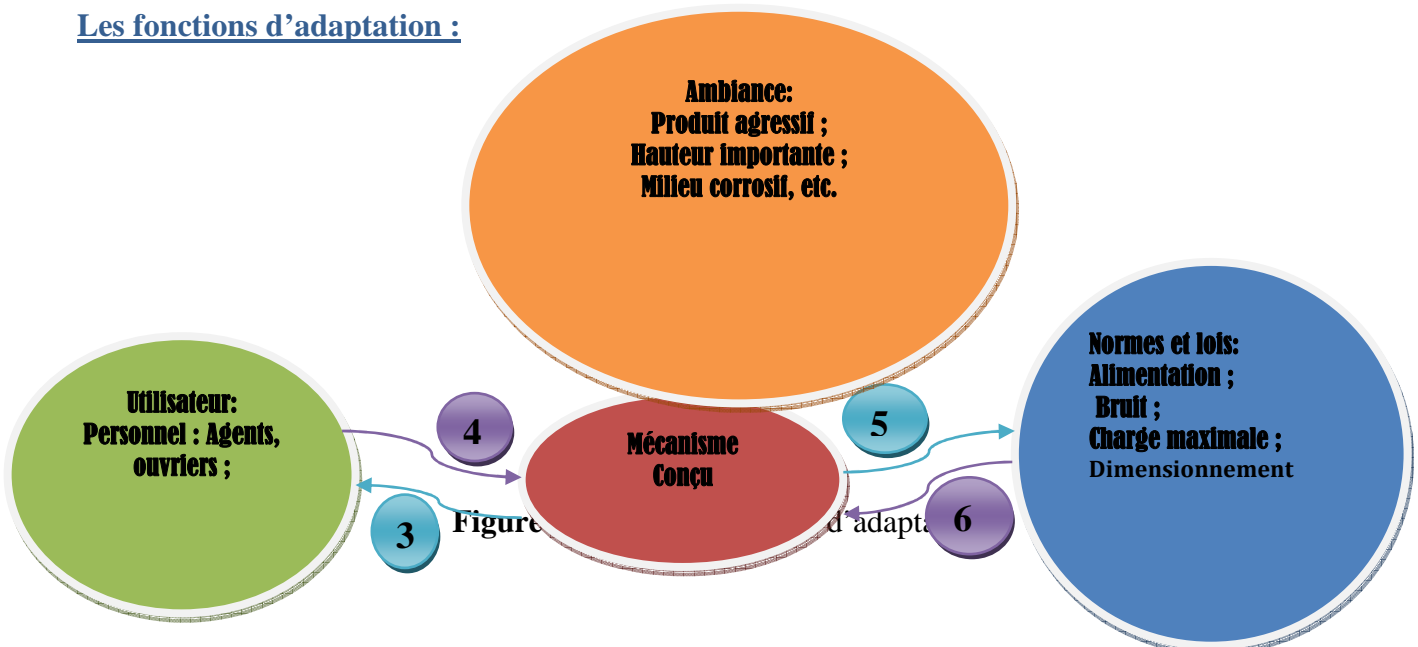 Les fonctions d’adaptation :
Ambiance:
Produit agressif ;
Hauteur importante ;
Milieu corrosif, etc.
Utilisateur:
Personnel : Agents,
ouvriers ;
4
3
Mécanisme
Conçu
5
6
Normes et lois:
Alimentation ;
Bruit ;
Charge maximale ;
Dimensionnement
Figure